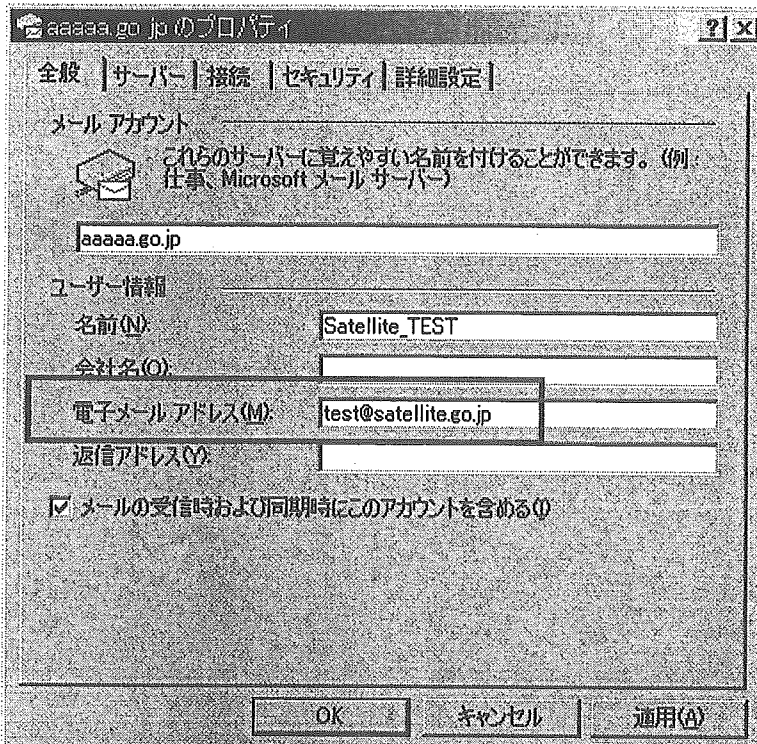 aaaaa.go.jp のプロパティ
? ×
全般 サーバー 接続 セキュリティ 詳細設定
メール アカウント
これらのサーバーに覚えやすい名前を付けることができます。(例:
仕事、Microsoft メール サーバー)
aaaaa.go.jp
ユーザー情報
名前(N): Satellite_TEST
会社名(O):
電子メール アドレス(M): test@satellite.go.jp
返信アドレス(Y):
メールの受信時および同期時にこのアカウントを含める(I)
OK キャンセル 適用(A)